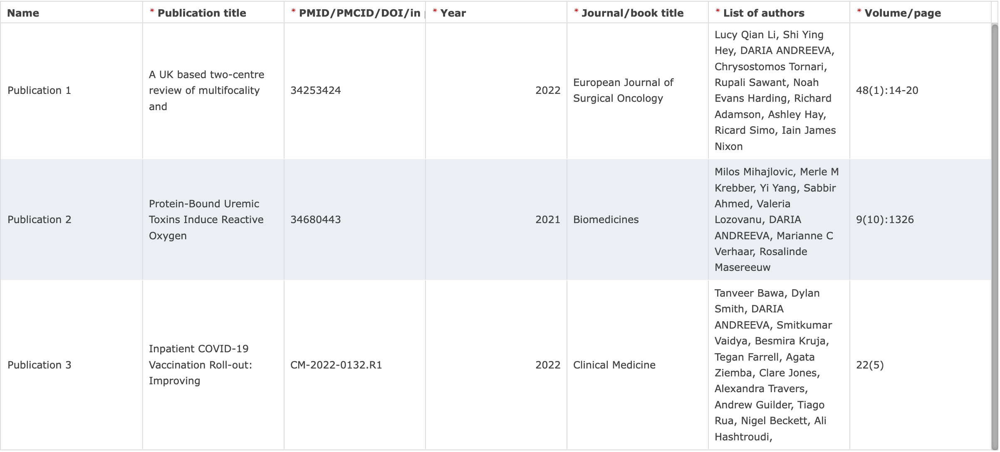 Name
* Publication title
* PMID/PMCID/DOI/in
* Year
* Journal/book title
* List of authors
* Volume/page
Publication 1
A UK based two-centre
review of multifocality
and
34253424
2022
European Journal of
Surgical Oncology
Lucy Qian Li, Shi Ying
Hey, DARIA ANDREEVA,
Chrysostomos Tornari,
Rupali Sawant, Noah
Evans Harding, Richard
Adamson, Ashley Hay,
Ricard Simo, Iain James
Nixon
48(1):14-20
Publication 2
Protein-Bound Uremic
Toxins Induce Reactive
Oxygen
34680443
2021
Biomedicines
Milos Mihajlovic, Merle M
Krebber, Yi Yang, Sabbir
Ahmed, Valeria
Lozovanu, DARIA
ANDREEVA, Marianne C
Verhaar, Rosalinde
Masereeuw
9(10):1326
Publication 3
Inpatient COVID-19
Vaccination Roll-out:
Improving
CM-2022-0132.R1
2022
Clinical Medicine
Tanveer Bawa, Dylan
Smith, DARIA
ANDREEVA, Smitkumar
Vaidya, Besmira Kruja,
Tegan Farrell, Agata
Ziemba, Clare Jones,
Alexandra Travers,
Andrew Guilder, Tiago
Rua, Nigel Beckett, Ali
Hashtroudi,
22(5)